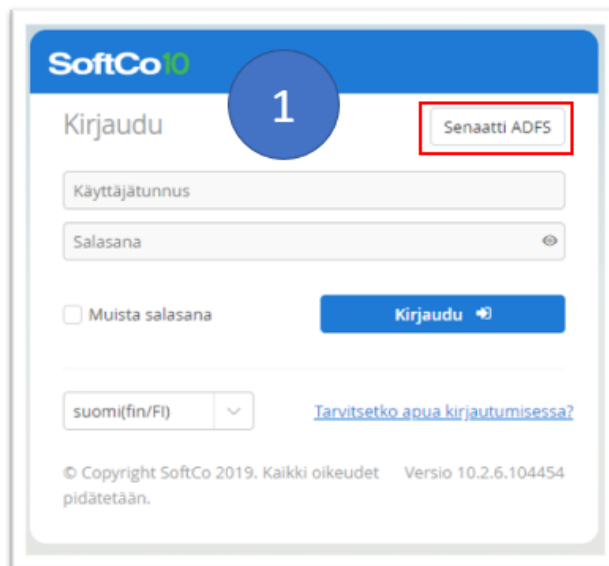 SoftCo10
1
Kirjaudu
Senaatti ADFS
Käyttäjätunnus
Salasana
Muista salasana
Kirjaudu
suomi(fin/FI)
Tarvitsetko apua kirjautumisessa?
© Copyright SoftCo 2019. Kaikki oikeudet
pidätetään.
Versio 10.2.6.104454